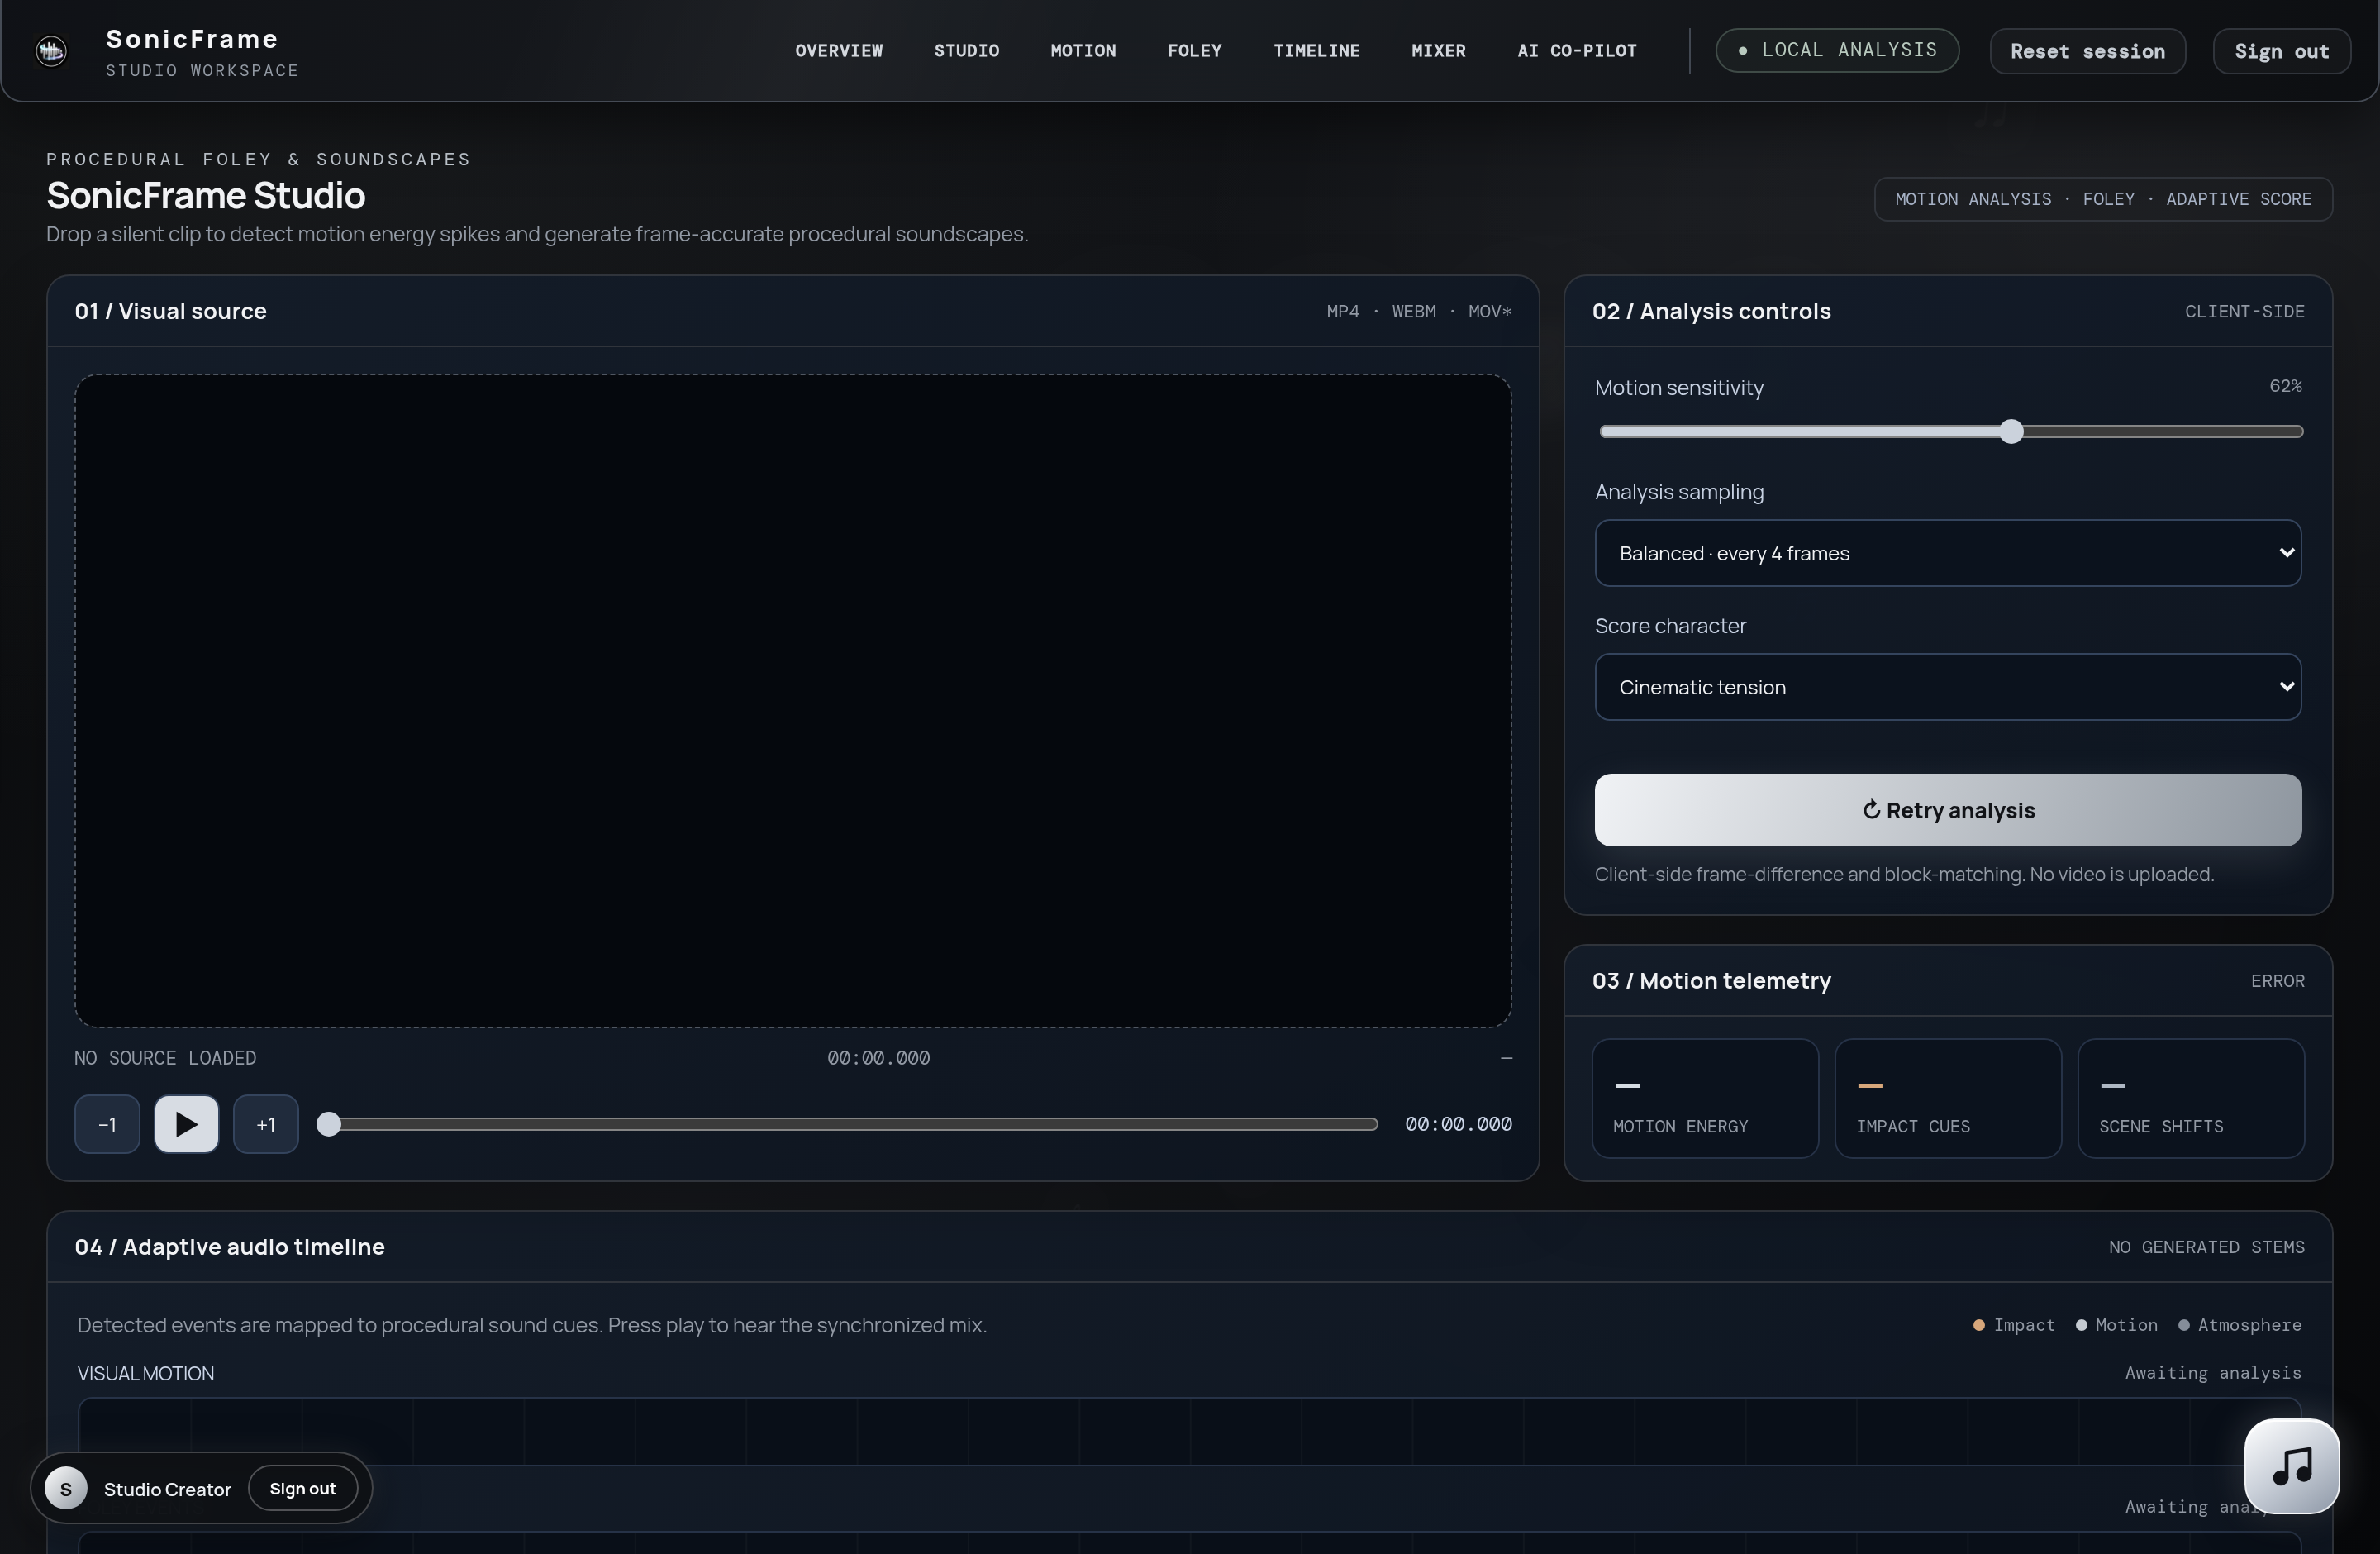 SonicFrame
STUDIO WORKSPACE
OVERVIEW
STUDIO
MOTION
FOLEY
TIMELINE
MIXER
AI CO-PILOT
● LOCAL ANALYSIS
Reset session
Sign out
PROCEDURAL FOLEY & SOUNDSCAPES
SonicFrame Studio
Drop a silent clip to detect motion energy spikes and generate frame-accurate procedural soundscapes.
MOTION ANALYSIS · FOLEY · ADAPTIVE SCORE
01 / Visual source
MP4 · WEBM · MOV*
NO SOURCE LOADED
00:00.000
—
−1
+1
00:00.000
02 / Analysis controls
CLIENT-SIDE
Motion sensitivity
62%
Analysis sampling
Balanced · every 4 frames
Score character
Cinematic tension
↻ Retry analysis
Client-side frame-difference and block-matching. No video is uploaded.
03 / Motion telemetry
ERROR
—
MOTION ENERGY
—
IMPACT CUES
—
SCENE SHIFTS
04 / Adaptive audio timeline
NO GENERATED STEMS
Detected events are mapped to procedural sound cues. Press play to hear the synchronized mix.
Impact
Motion
Atmosphere
VISUAL MOTION
Awaiting analysis
S
Studio Creator
Sign out
Awaiting